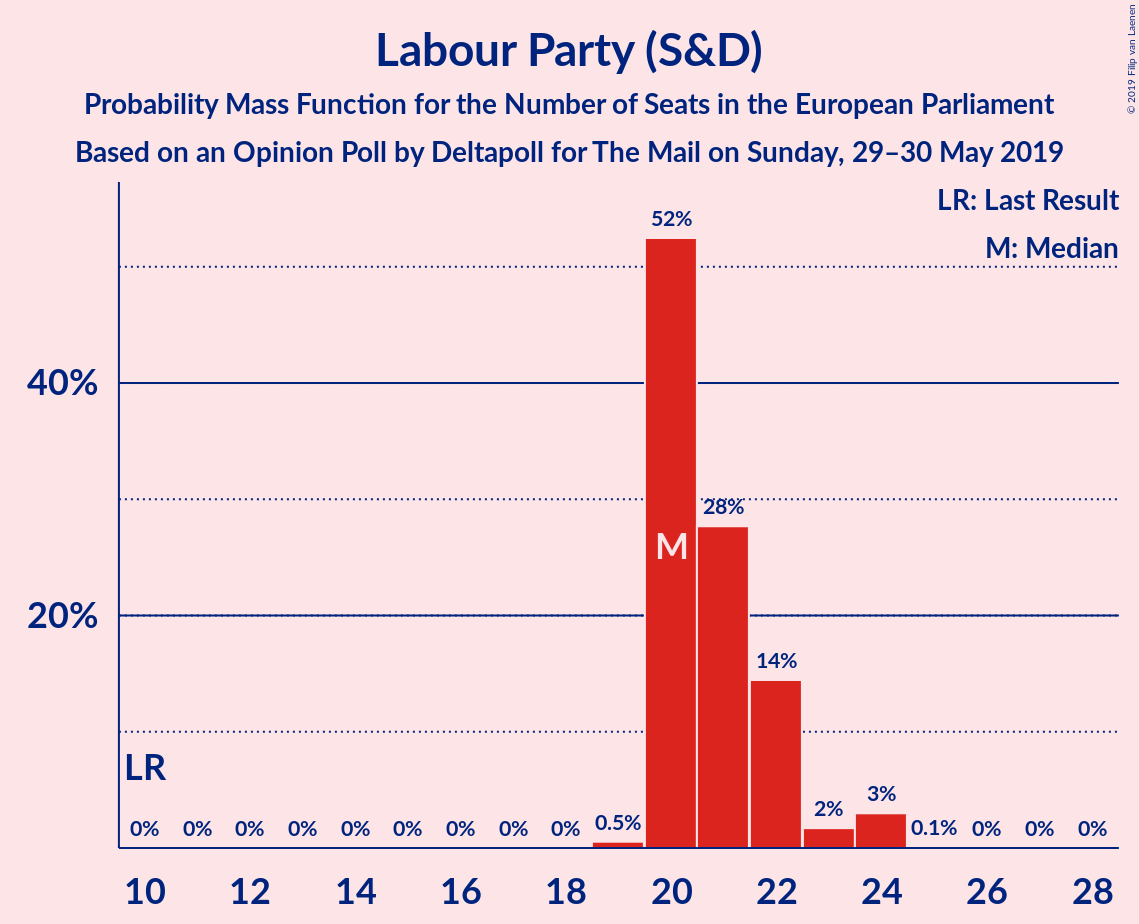 Labour Party (S&D)
Probability Mass Function for the Number of Seats in the European Parliament
Based on an Opinion Poll by Deltapoll for The Mail on Sunday, 29–30 May 2019
© 2019 Filip van Laenen
LR: Last Result
M: Median
40%
20%
52%
28%
14%
2%
3%
0.5%
0.1%
M
LR
0% 0% 0% 0% 0% 0% 0% 0% 0% 0% 0% 0%
10 12 14 16 18 20 22 24 26 28